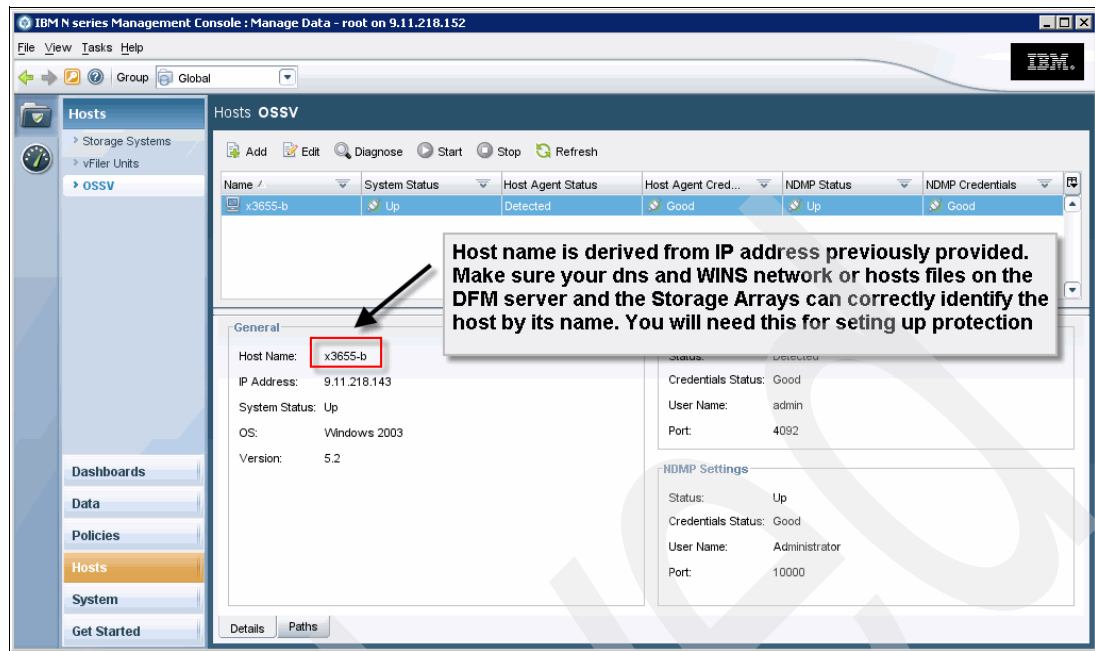 IBM N series Management Console : Manage Data - root on 9.11.218.152
File View Tasks Help
Group Global
IBM.
Hosts
Storage Systems
vFiler Units
OSSV
Dashboards
Data
Policies
Hosts
System
Get Started
Hosts OSSV
Add Edit Diagnose Start Stop Refresh
Name System Status Host Agent Status Host Agent Cred... NDMP Status NDMP Credentials
x3655-b Up Detected Good Up Good
Host name is derived from IP address previously provided.
Make sure your dns and WINS network or hosts files on the
DFM server and the Storage Arrays can correctly identify the
host by its name. You will need this for seting up protection
General
Host Name: x3655-b
IP Address: 9.11.218.143
System Status: Up
OS: Windows 2003
Version: 5.2
Status: Detected
Credentials Status: Good
User Name: admin
Port: 4092
NDMP Settings
Status: Up
Credentials Status: Good
User Name: Administrator
Port: 10000
Details Paths